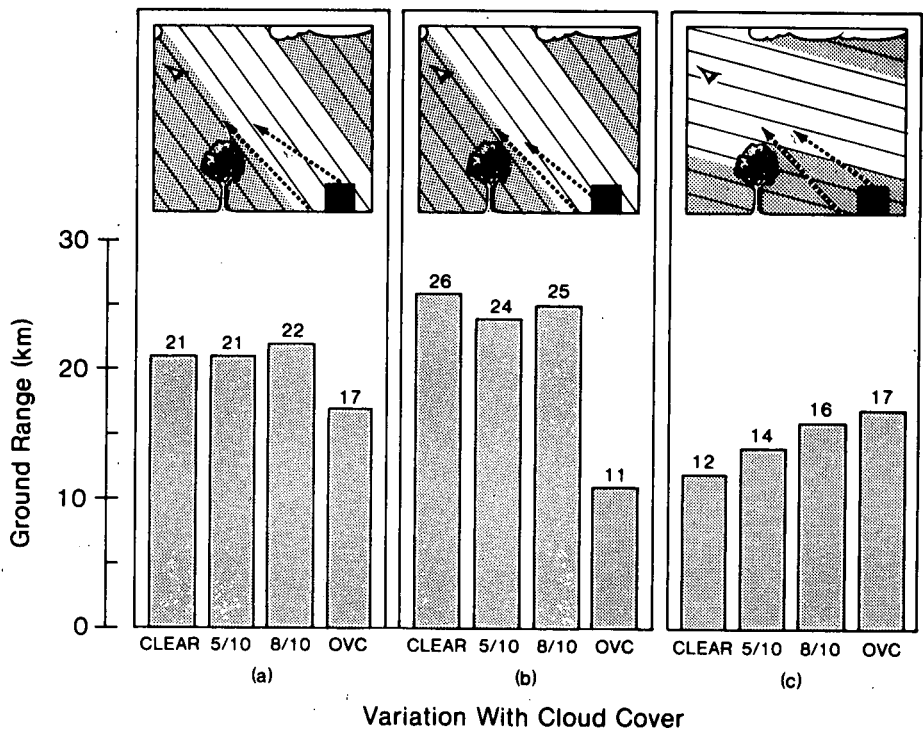 Ground Range (km)
30
20
10
0
21 21 22 17
26 24 25 11
12 14 16 17
CLEAR 5/10 8/10 OVC
CLEAR 5/10 8/10 OVC
CLEAR 5/10 8/10 OVC
(a) (b) (c)
Variation With Cloud Cover